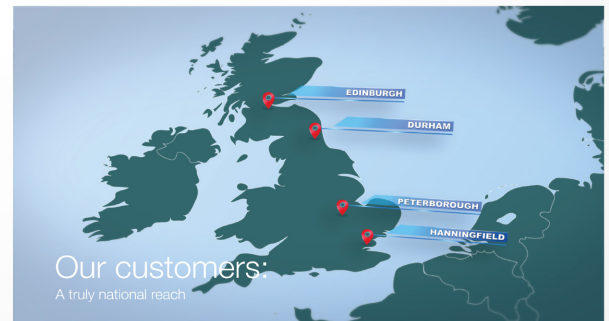 EDINBURGH
DURHAM
PETERBOROUGH
HANNINGFIELD
Our customers:
A truly national reach